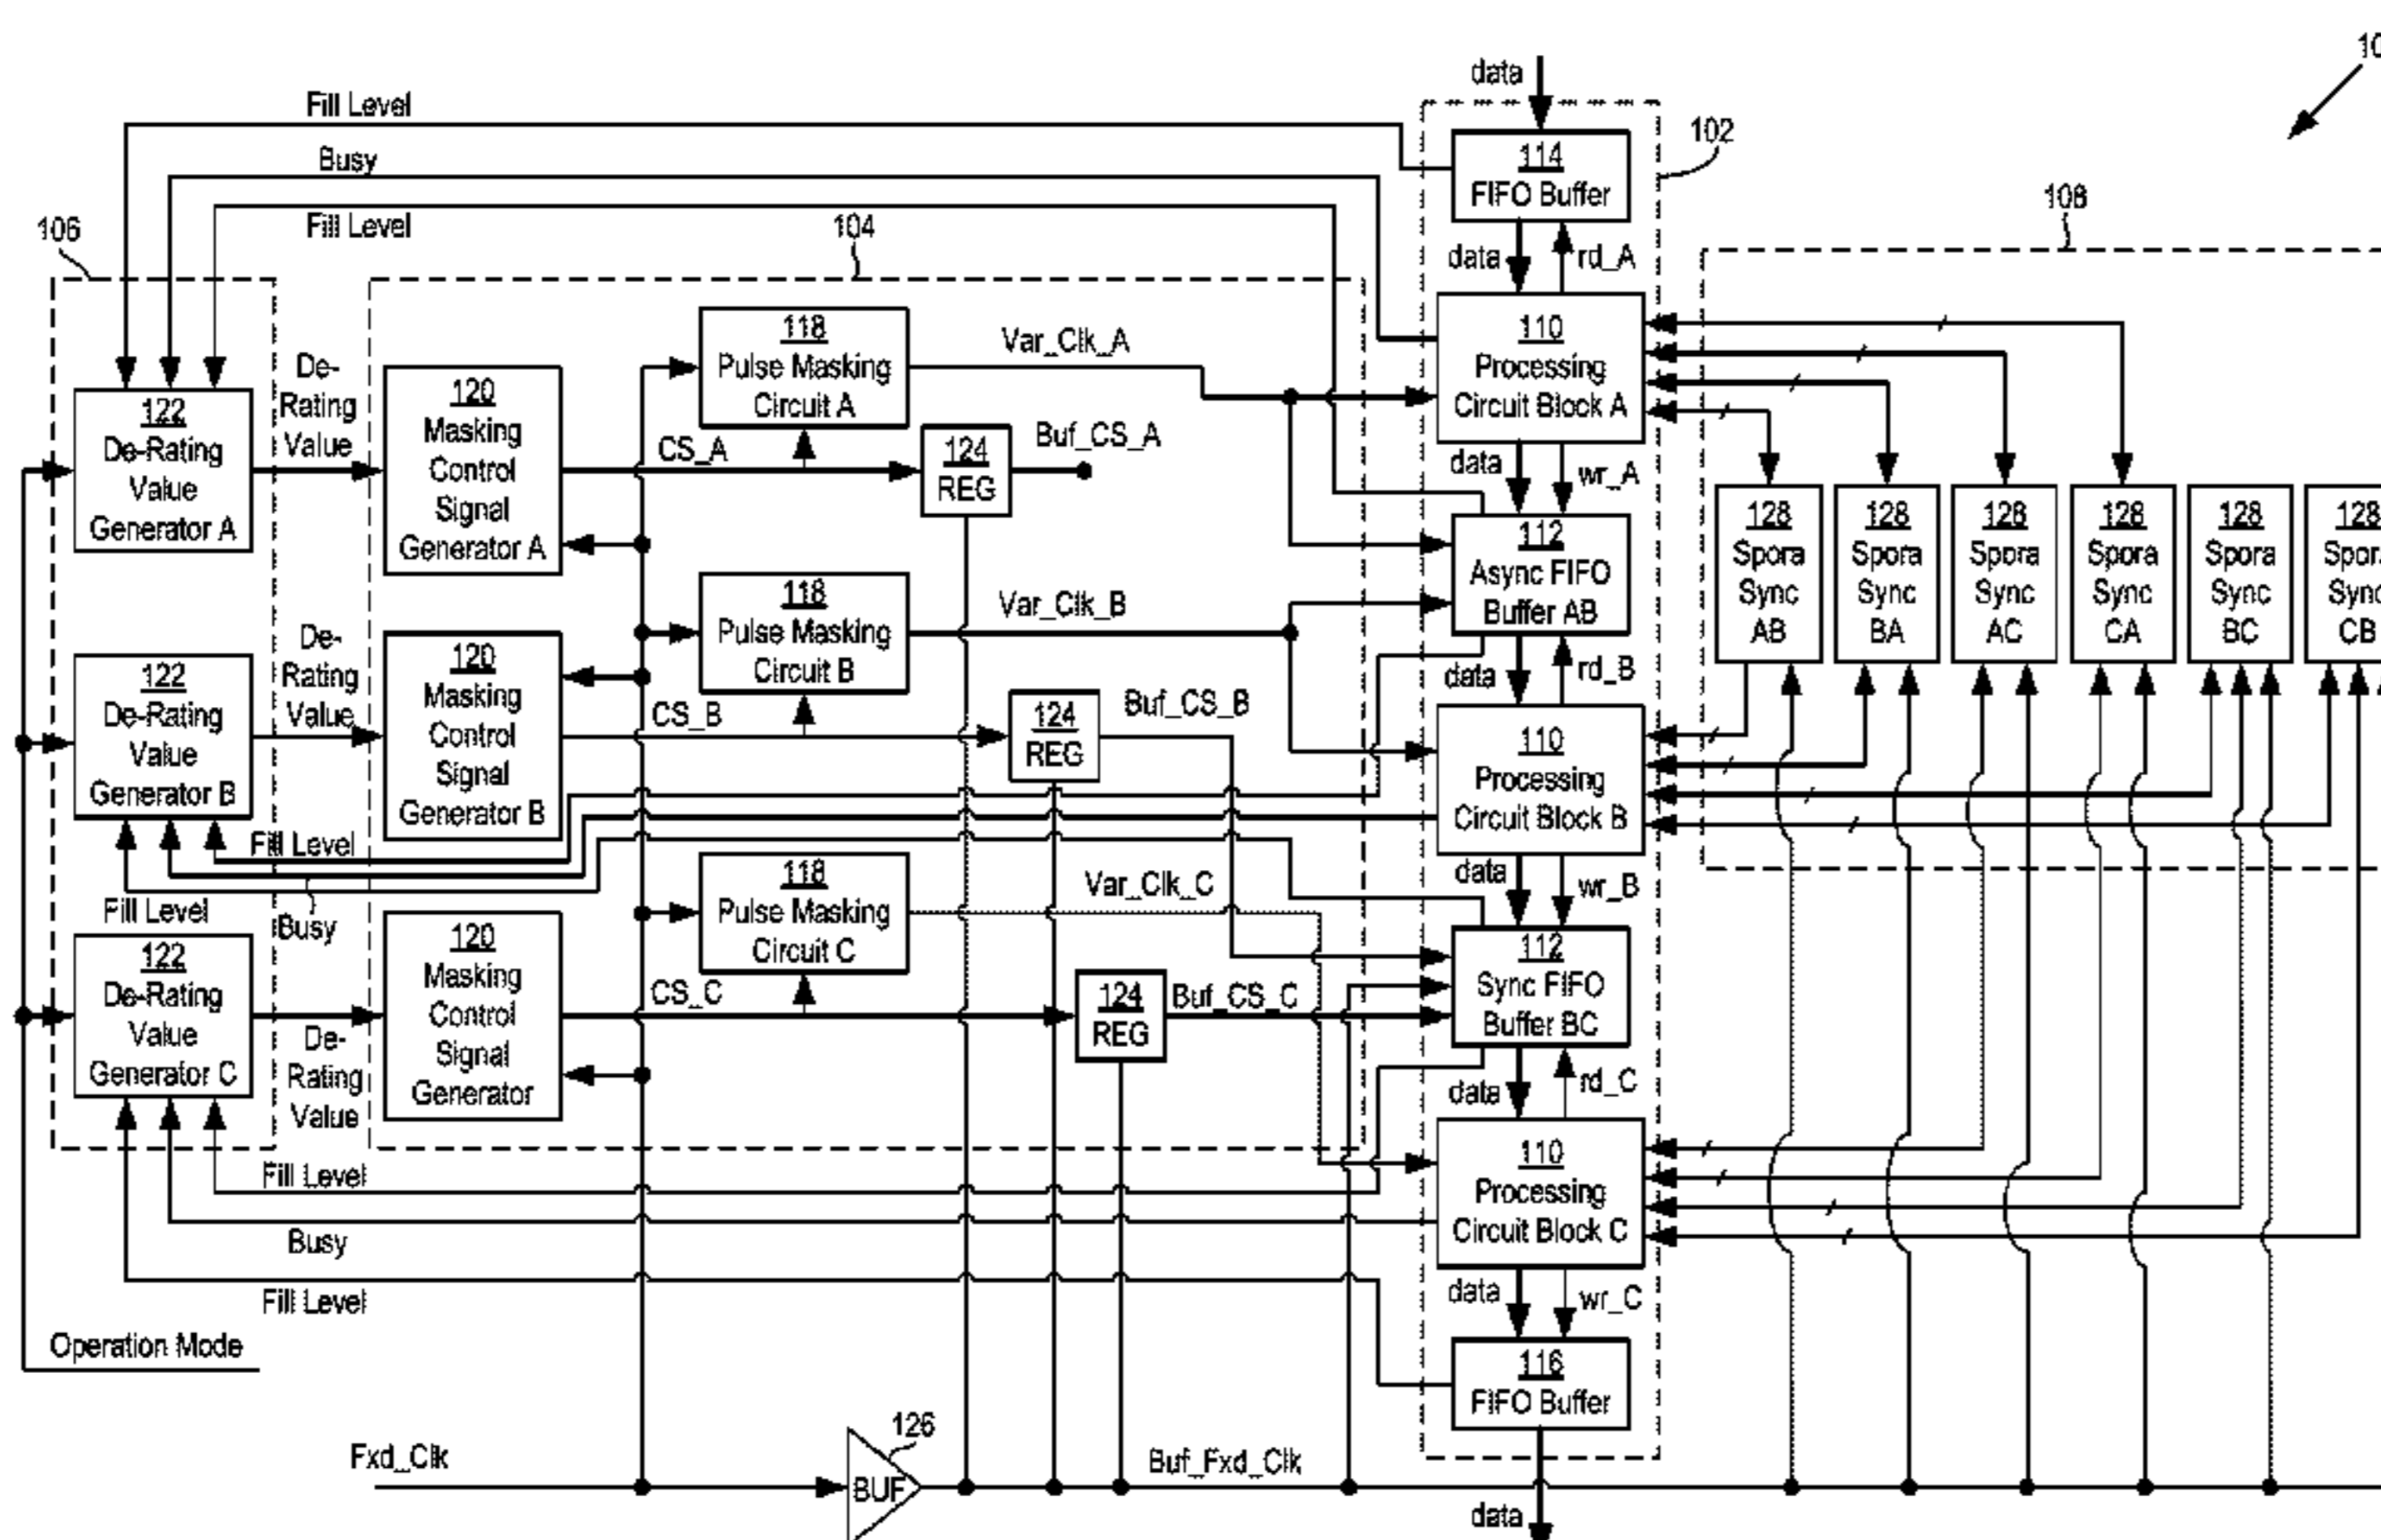 10
data
Fill Level
102
114
FIFO Buffer
Busy
108
Fill Level
104
106
data
rd_A
118
Pulse Masking
Circuit A
Var_Clk_A
110
Processing
Circuit Block A
De-
Rating
Value
120
Masking
Control
Signal
Generator A
122
De-Rating
Value
Generator A
CS_A
124
REG
Buf_CS_A
data
wr_A
112
Async FIFO
Buffer AB
128
Spora
Sync
AB
128
Spora
Sync
BA
128
Spora
Sync
AC
128
Spora
Sync
CA
128
Spora
Sync
BC
128
Spora
Sync
CB
118
Pulse Masking
Circuit B
Var_Clk_B
De-
Rating
Value
120
Masking
Control
Signal
Generator B
122
De-Rating
Value
Generator B
data
rd_B
CS_B
124
REG
Buf_CS_B
110
Processing
Circuit Block B
Fill Level
Fill Level
Busy
118
Pulse Masking
Circuit C
Var_Clk_C
data
wr_B
122
De-Rating
Value
Generator C
120
Masking
Control
Signal
Generator
112
Sync FIFO
Buffer BC
CS_C
124
REG
Buf_CS_C
De-
Rating
Value
data
rd_C
110
Processing
Circuit Block C
Fill Level
Busy
Fill Level
data
wr_C
Operation Mode
116
FIFO Buffer
Fxd_Clk
126
BUF
Buf_Fxd_Clk
data